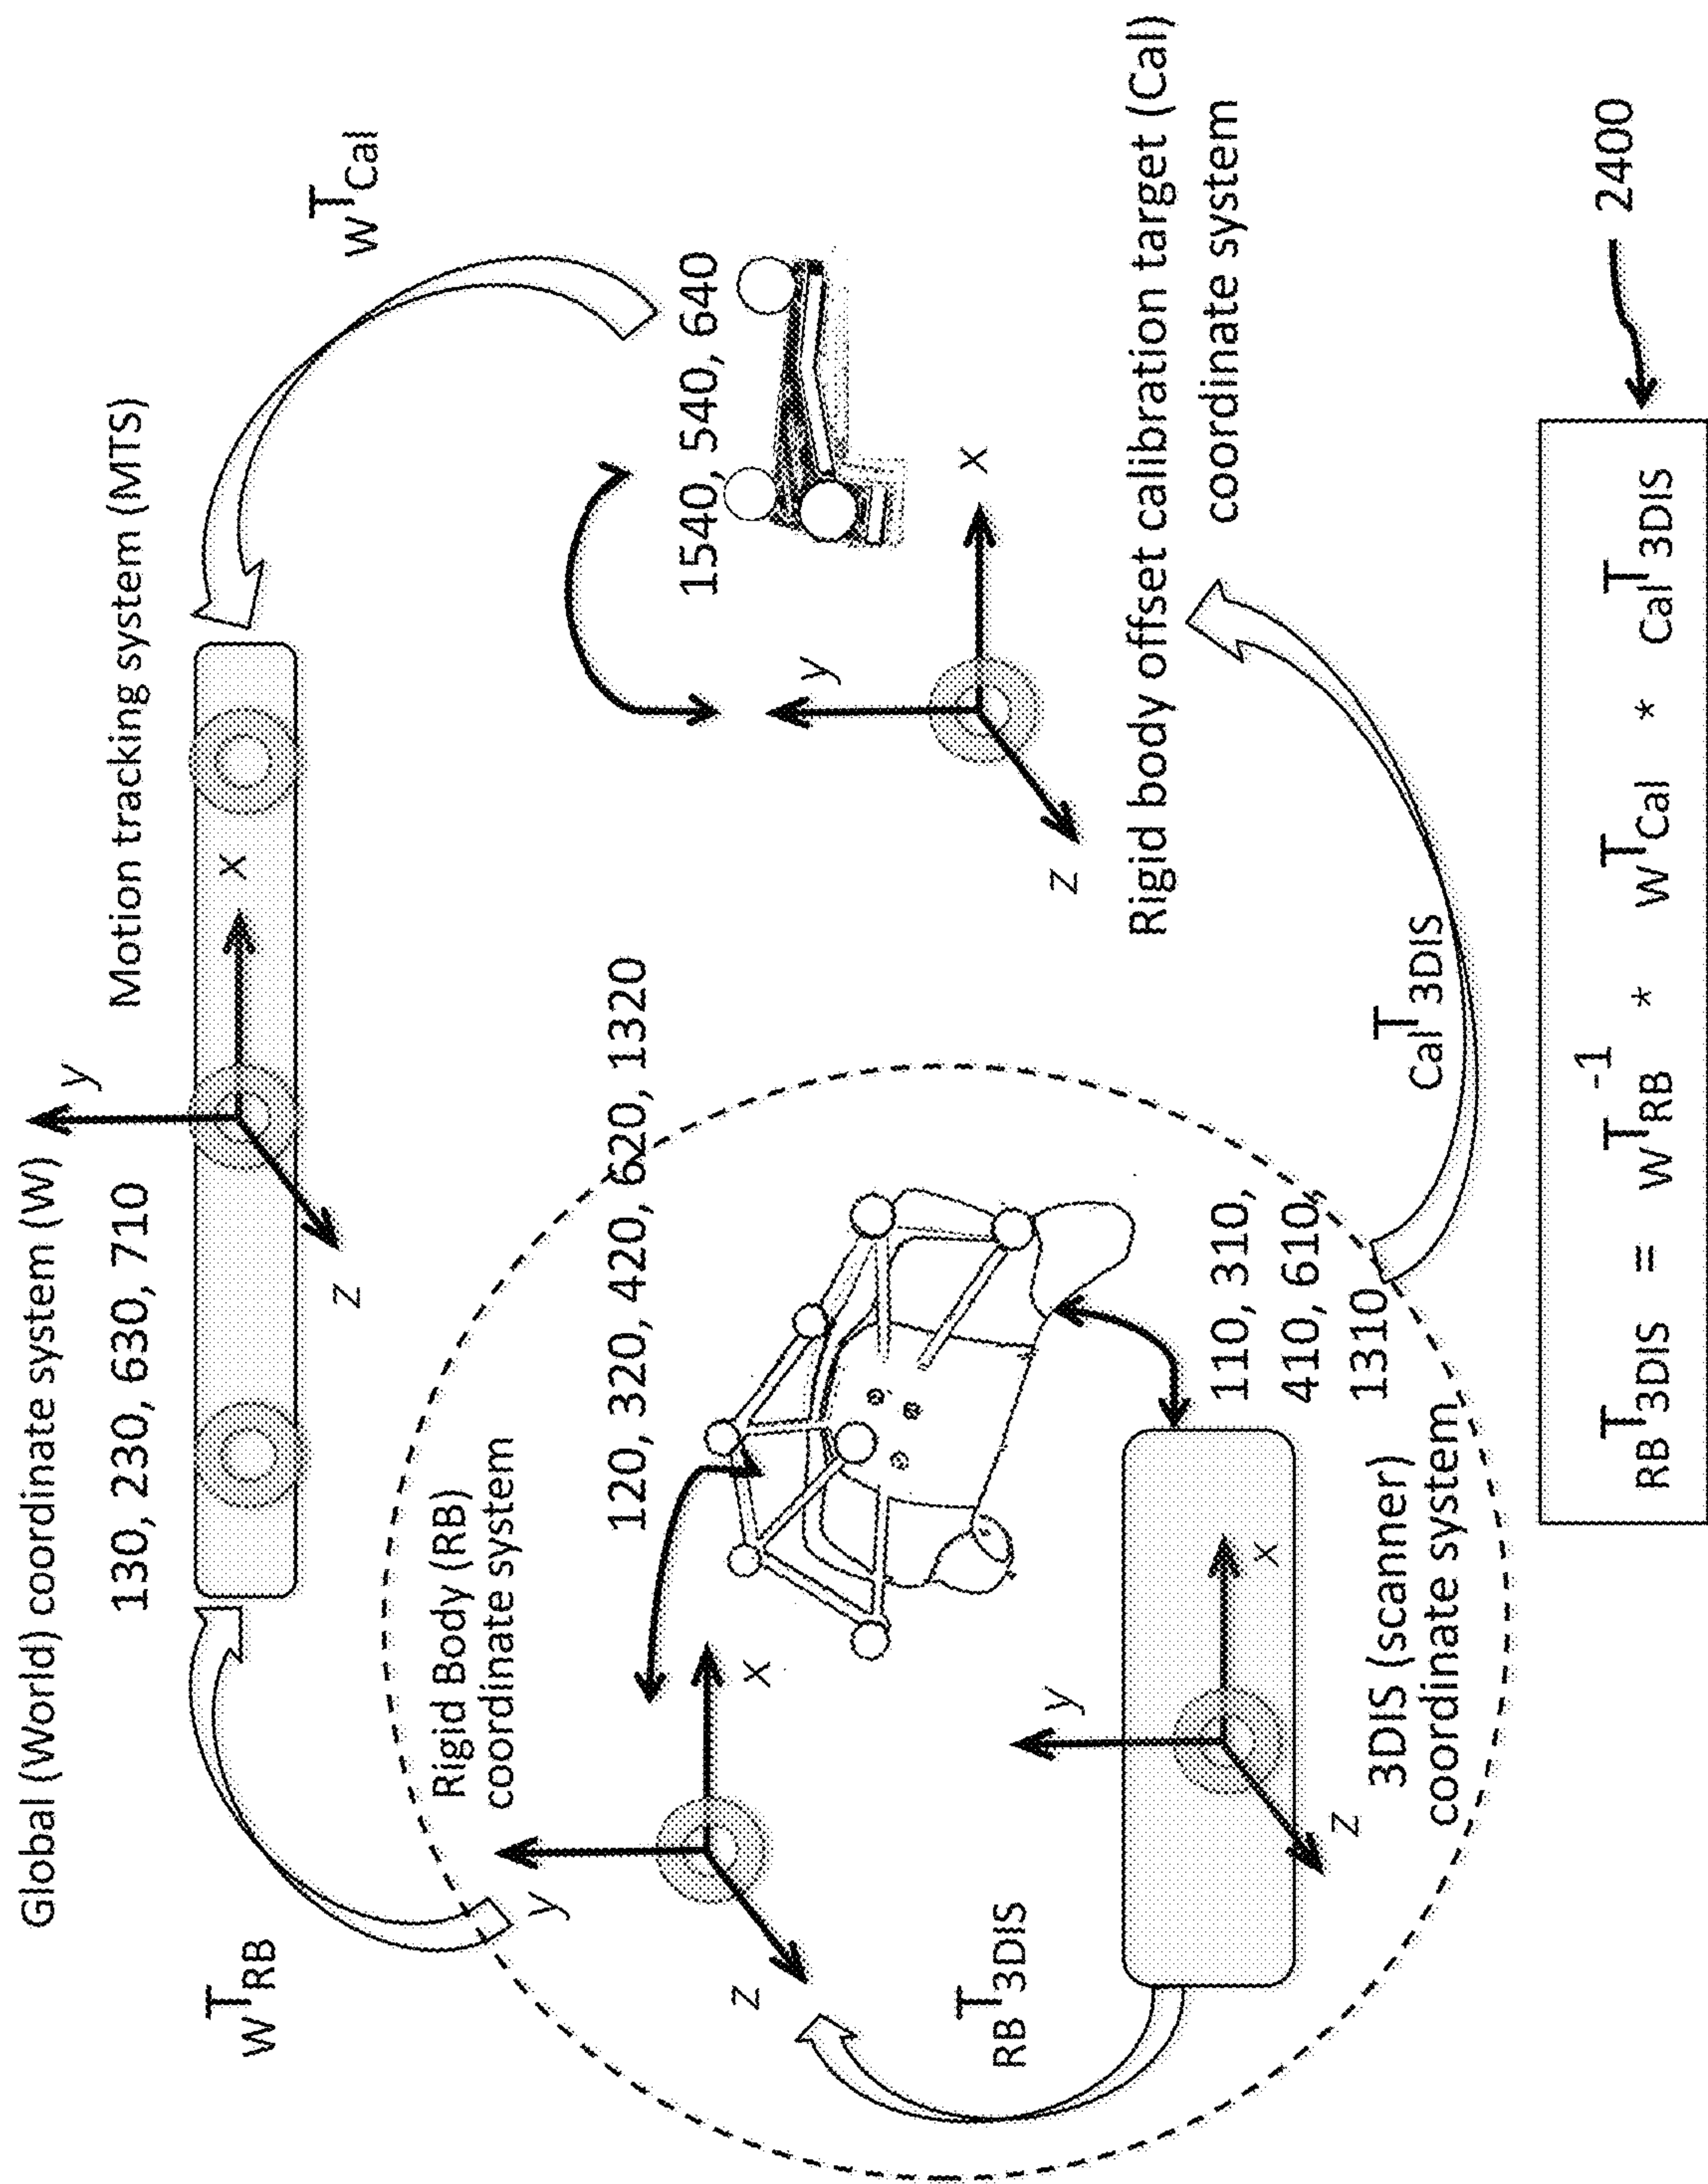 Global (World) coordinate system (W)
y
130, 230, 630, 710
Motion tracking system (MTS)
x
z
WTRB
WTCal
Rigid Body (RB)
coordinate system
120, 320, 420, 620, 1320
y
x
z
1540, 540, 640
y
x
z
Rigid body offset calibration target (Cal)
coordinate system
RBT3DIS
y
x
z
110, 310,
410, 610,
1310
3DIS (scanner)
coordinate system
CalT3DIS
RBT3DIS = WTRB-1 * WTCal * CalT3DIS
2400